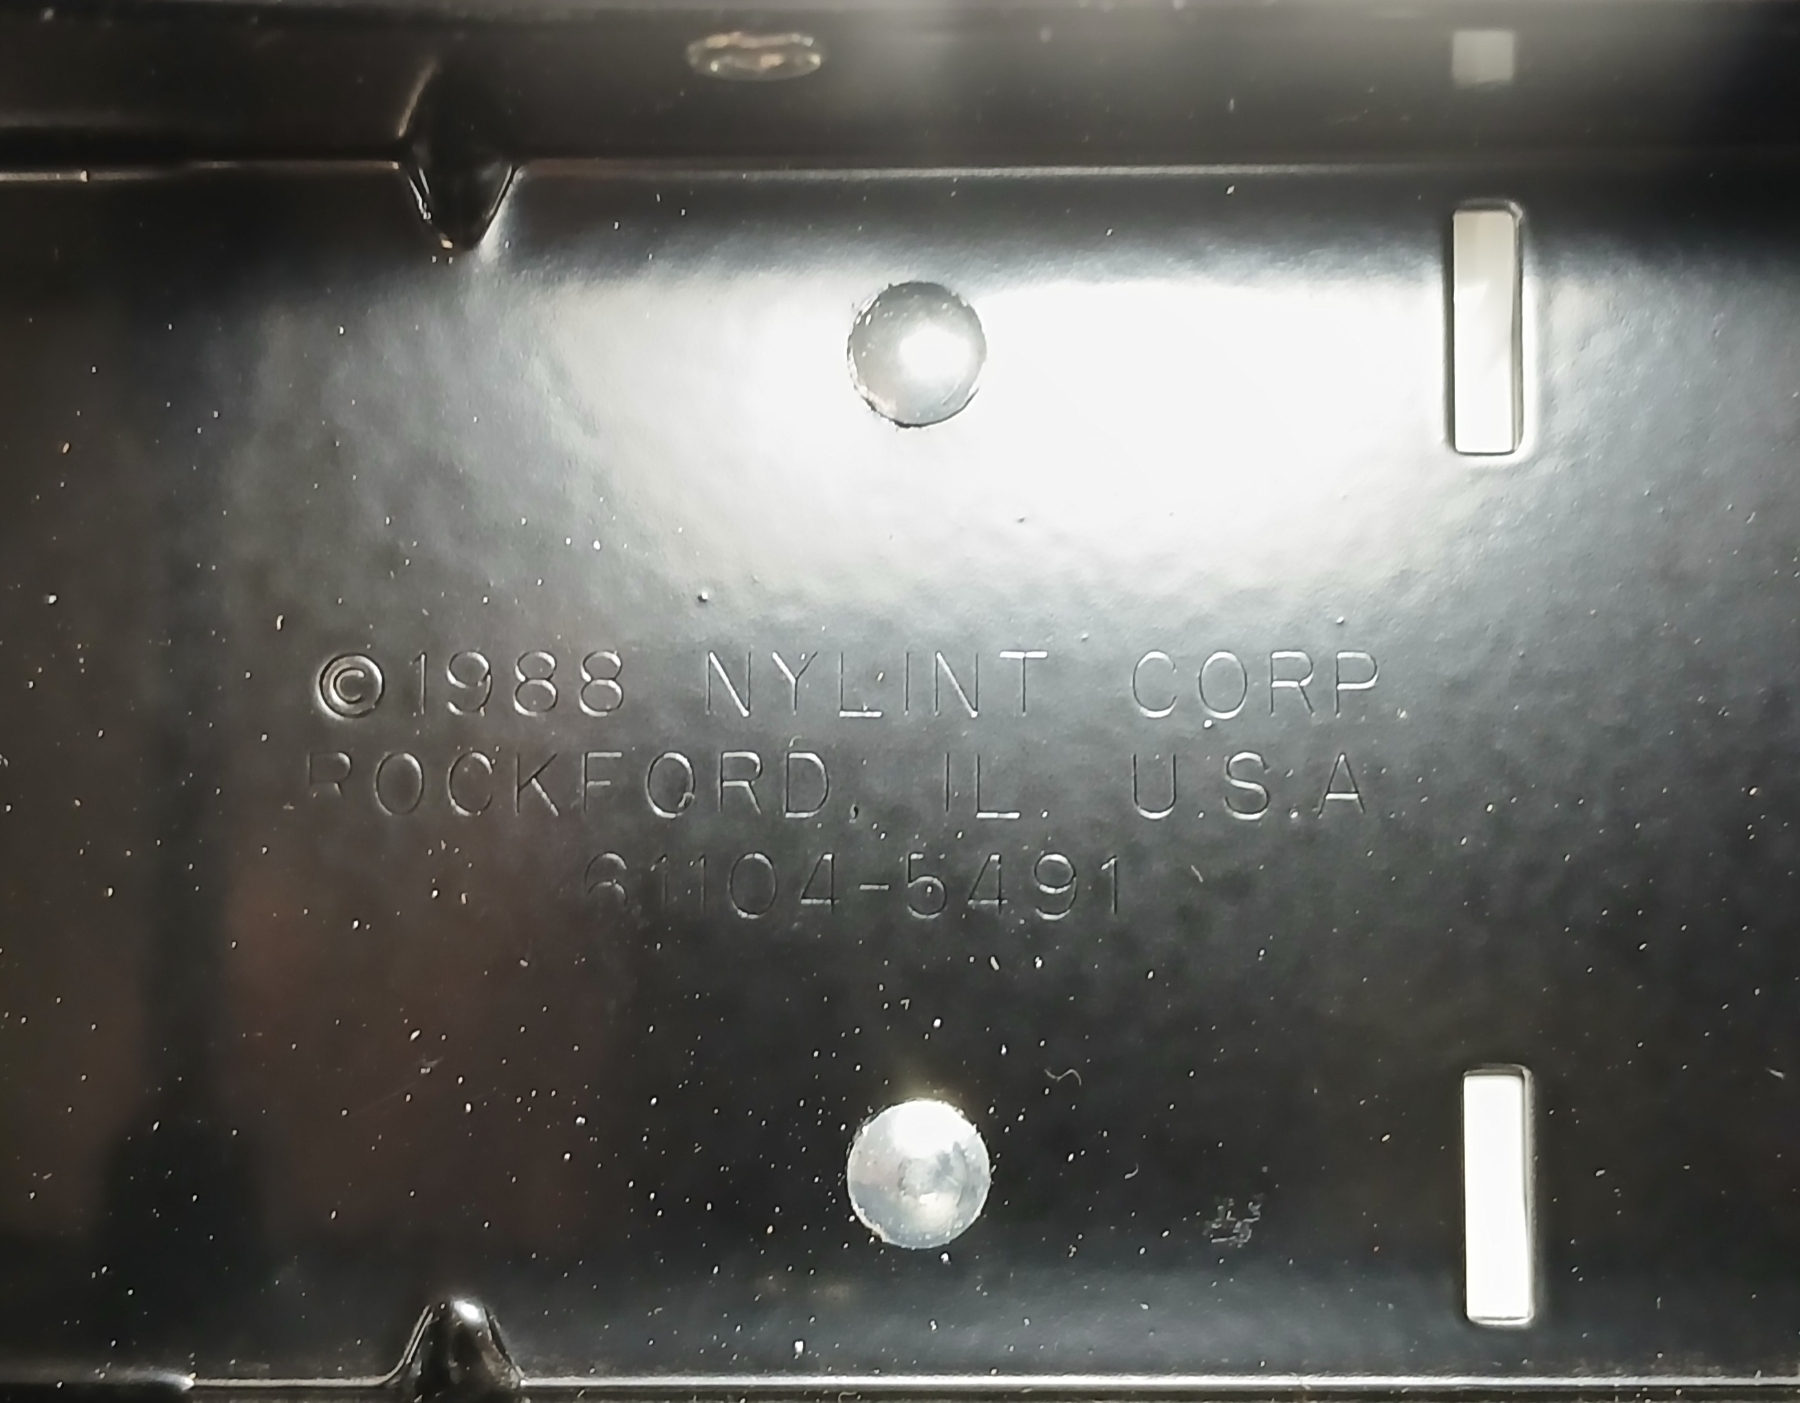 ©1988 NYLINT CORP.
ROCKFORD, IL. U.S.A.
61104-5491